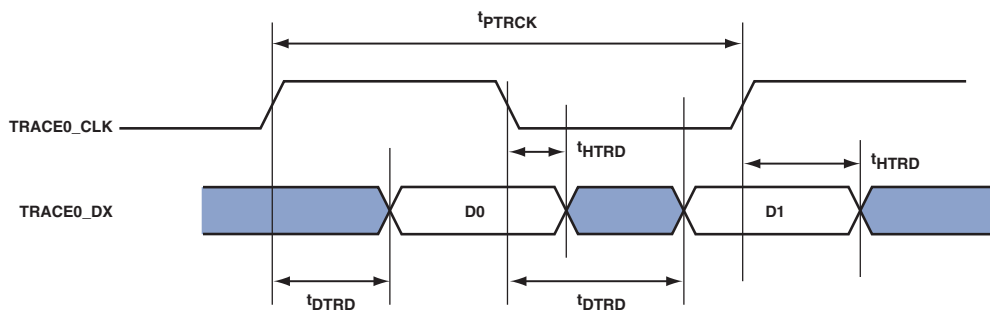 tPTRCK
TRACE0_CLK
tHTRD
tHTRD
TRACE0_DX
D0
D1
tDTRD
tDTRD